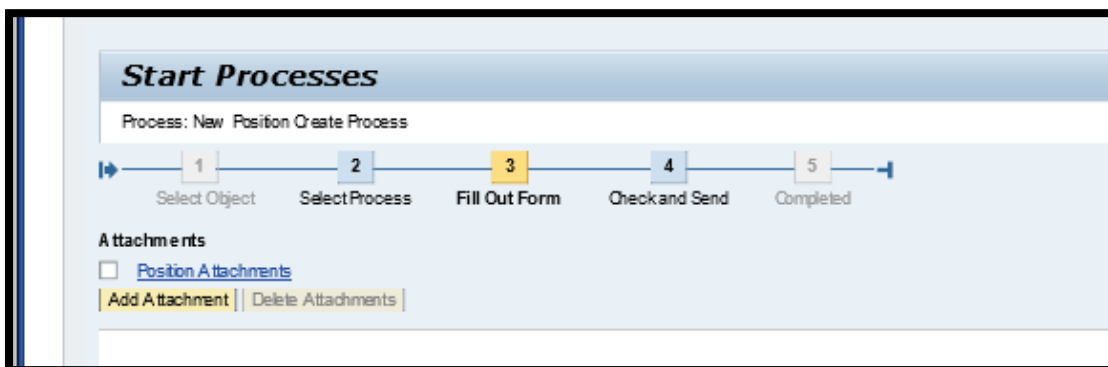 Start Processes
Process: New Position Create Process
1 2 3 4 5
Select Object Select Process Fill Out Form Check and Send Completed
Attachments
Position Attachments
Add Attachment Delete Attachments